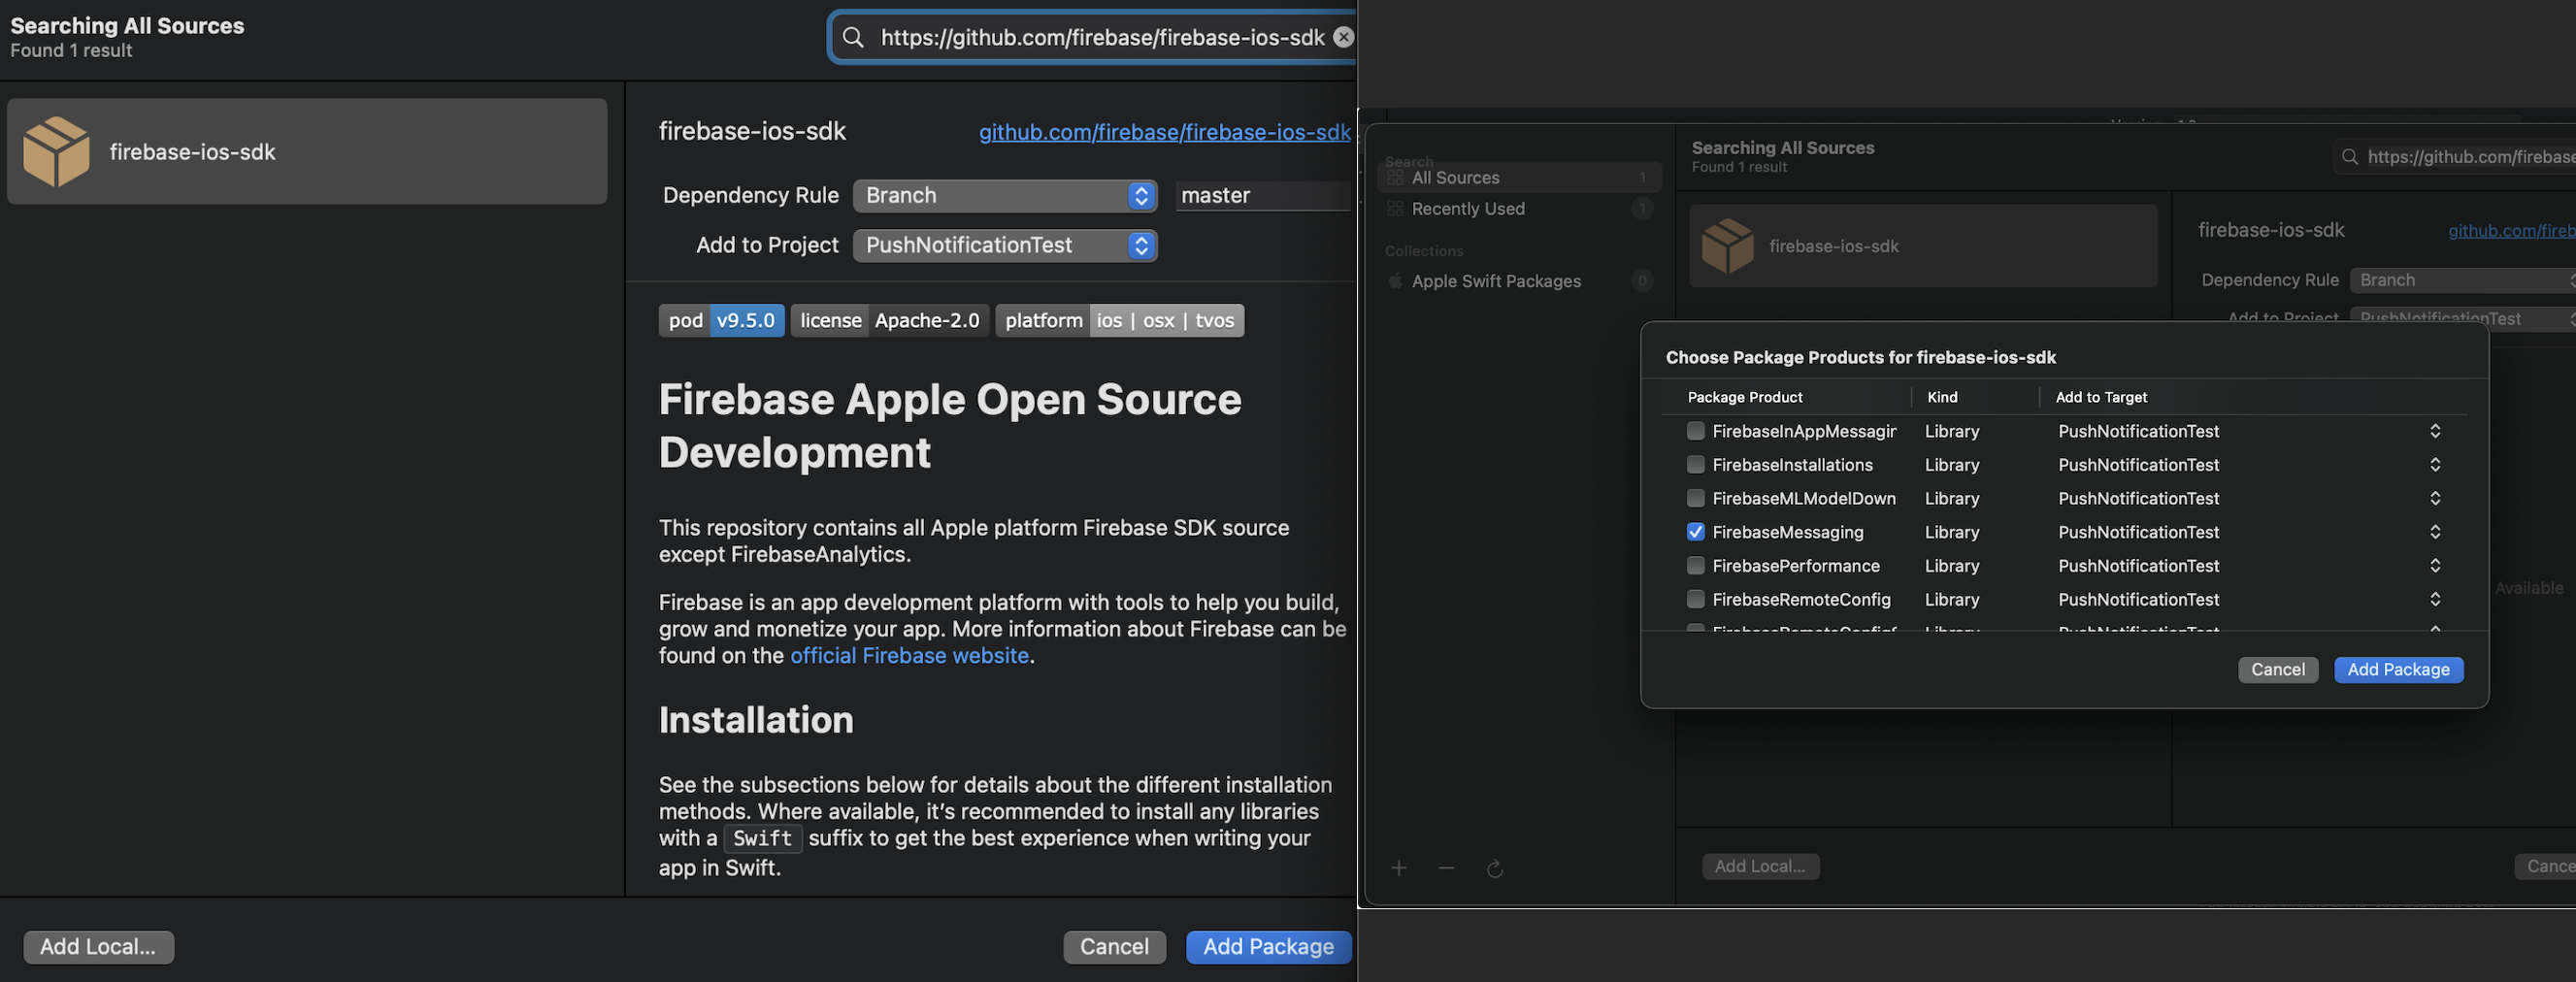 Searching All Sources
Found 1 result
https://github.com/firebase/firebase-ios-sdk
firebase-ios-sdk
firebase-ios-sdk
github.com/firebase/firebase-ios-sdk
Dependency Rule Branch master
Add to Project PushNotificationTest
pod v9.5.0 license Apache-2.0 platform ios | osx | tvos
Firebase Apple Open Source
Development
This repository contains all Apple platform Firebase SDK source
except FirebaseAnalytics.
Firebase is an app development platform with tools to help you build,
grow and monetize your app. More information about Firebase can be
found on the official Firebase website.
Installation
See the subsections below for details about the different installation
methods. Where available, it's recommended to install any libraries
with a Swift suffix to get the best experience when writing your
app in Swift.
Add Local...
Cancel
Add Package
Search
All Sources 1
Recently Used 1
Collections
Apple Swift Packages 0
Searching All Sources
Found 1 result
https://github.com/firebase
firebase-ios-sdk
firebase-ios-sdk
github.com/fireb
Dependency Rule Branch
Add to Project PushNotificationTest
Choose Package Products for firebase-ios-sdk
Package Product Kind Add to Target
FirebaseInAppMessagin Library PushNotificationTest
FirebaseInstallations Library PushNotificationTest
FirebaseMLModelDown Library PushNotificationTest
FirebaseMessaging Library PushNotificationTest
FirebasePerformance Library PushNotificationTest
FirebaseRemoteConfig Library PushNotificationTest
Library PushNotificationTest
Cancel
Add Package
Available
Add Local...
Cance